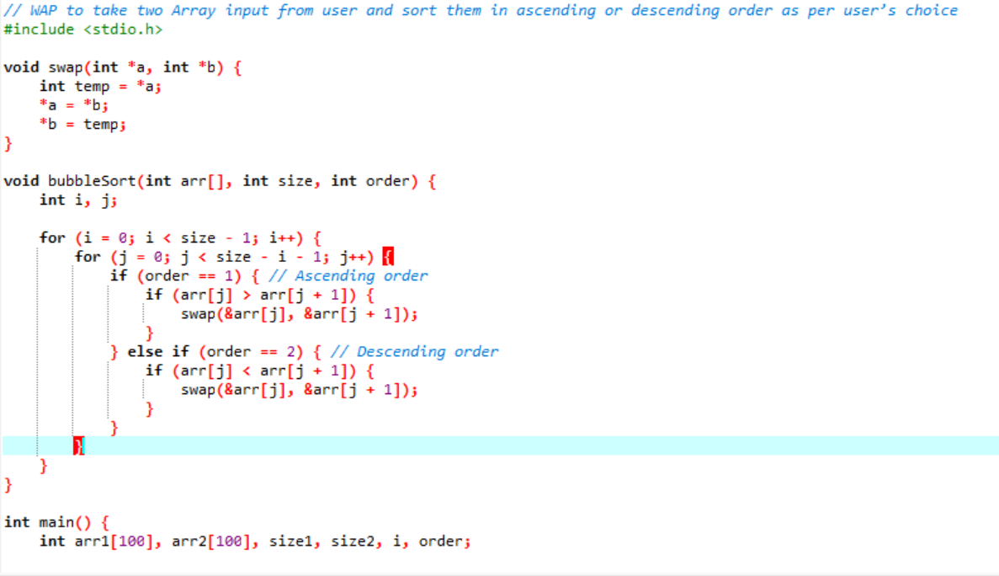 // WAP to take two Array input from user and sort them in ascending or descending order as per user’s choice
#include <stdio.h>
void swap(int *a, int *b) {
    int temp = *a;
    *a = *b;
    *b = temp;
}
void bubbleSort(int arr[], int size, int order) {
    int i, j;
    for (i = 0; i < size - 1; i++) {
        for (j = 0; j < size - i - 1; j++) {
            if (order == 1) { // Ascending order
                if (arr[j] > arr[j + 1]) {
                    swap(&arr[j], &arr[j + 1]);
                }
            } else if (order == 2) { // Descending order
                if (arr[j] < arr[j + 1]) {
                    swap(&arr[j], &arr[j + 1]);
                }
            }
        }
    }
}
int main() {
    int arr1[100], arr2[100], size1, size2, i, order;